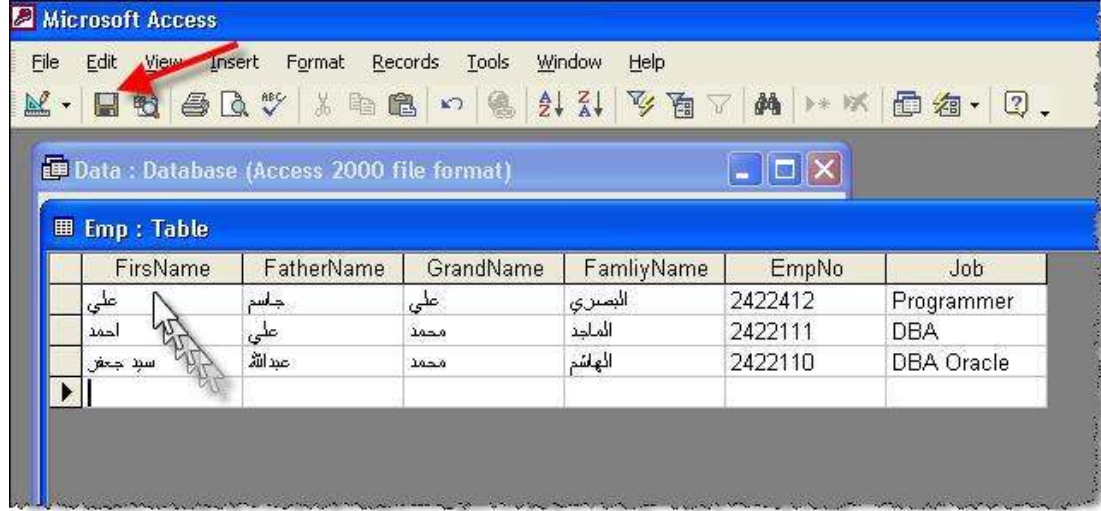 Microsoft Access
File Edit View Insert Format Records Tools Window Help
Data : Database (Access 2000 file format)
Emp : Table
FirsName FatherName GrandName FamliyName EmpNo Job
علي جاسم علي البصري 2422412 Programmer
احمد علي محمد الماجد 2422111 DBA
سيد جعفر عبدالله محمد الهاشم 2422110 DBA Oracle